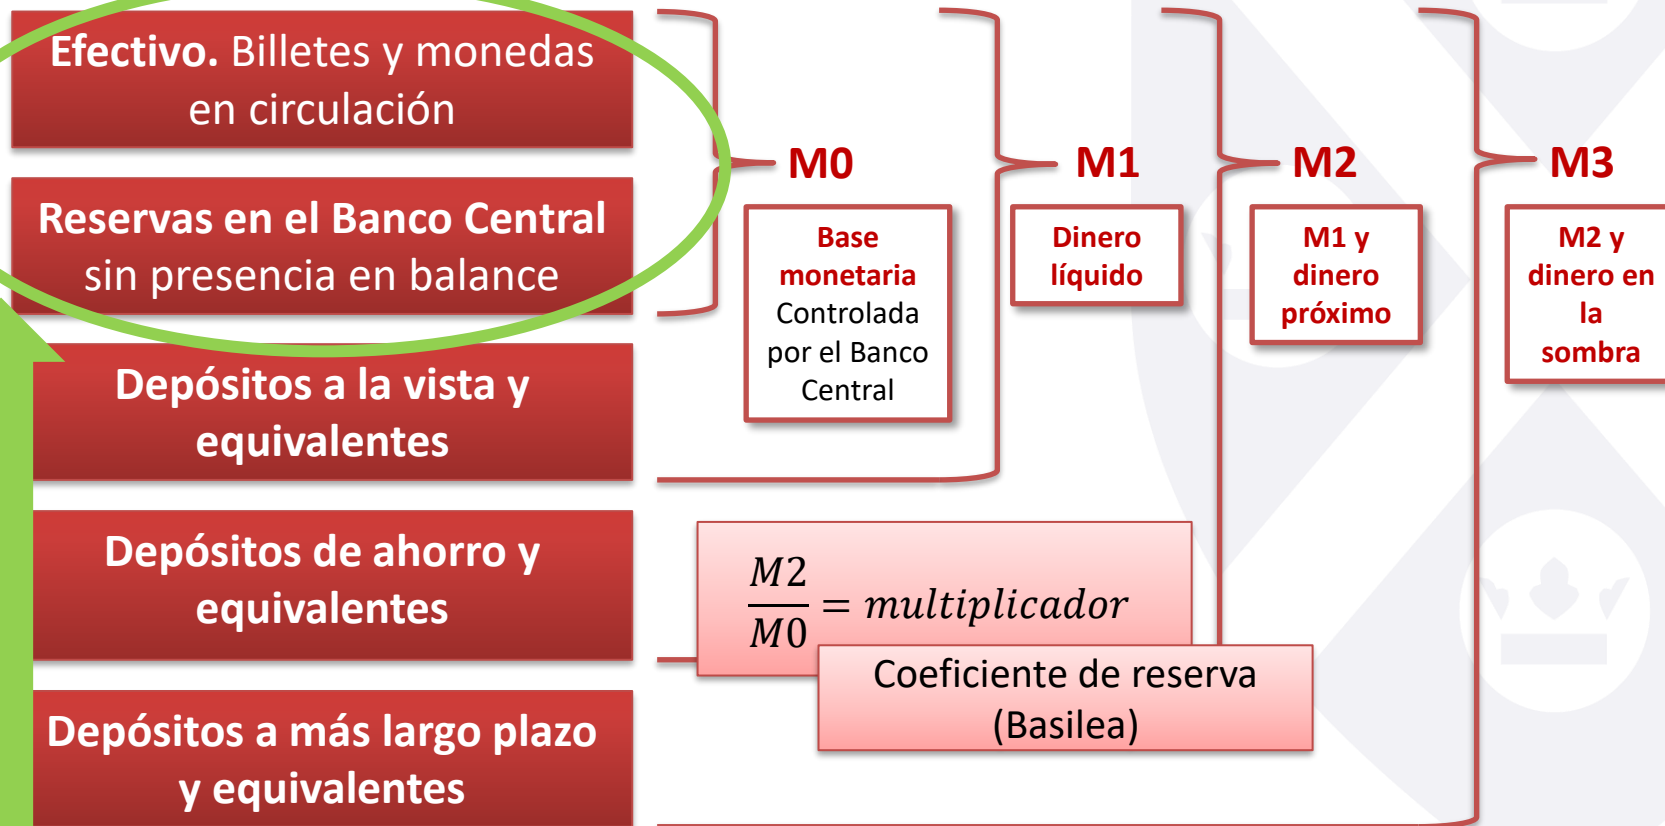 Efectivo. Billetes y monedas
en circulación
Reservas en el Banco Central
sin presencia en balance
Depósitos a la vista y
equivalentes
Depósitos de ahorro y
equivalentes
Depósitos a más largo plazo
y equivalentes
M0
Base
monetaria
Controlada
por el Banco
Central
M1
Dinero
líquido
M2
M1 y
dinero
próximo
M3
M2 y
dinero en
la
sombra
M2
M0
= multiplicador
Coeficiente de reserva
(Basilea)